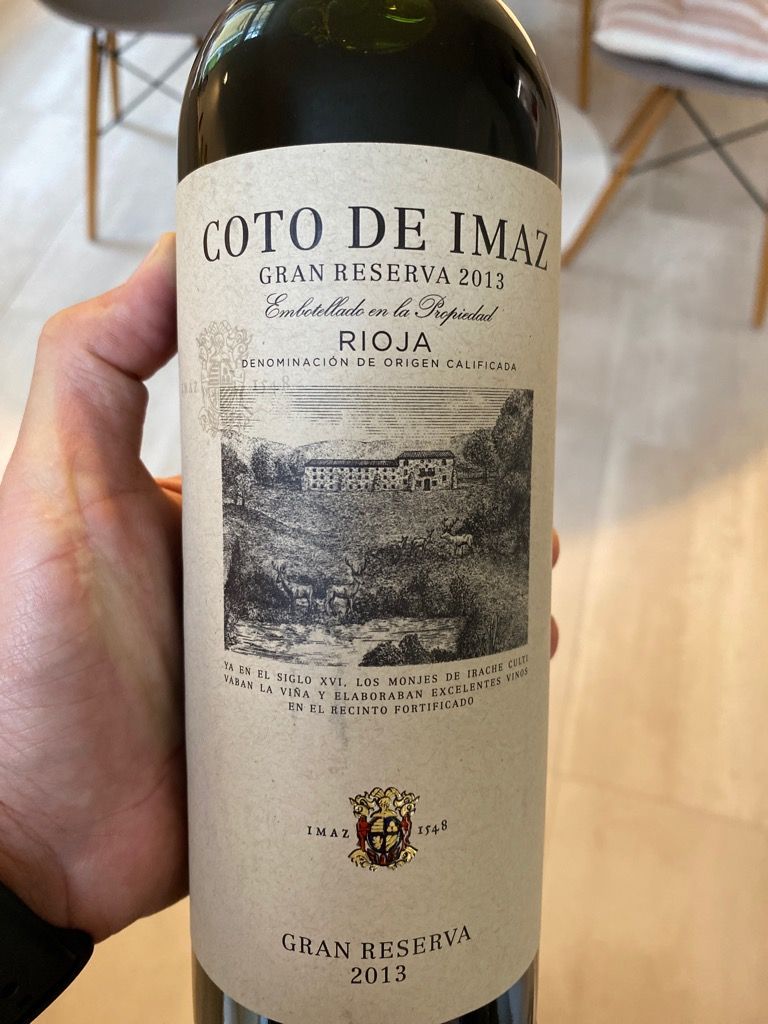 COTO DE IMAZ
GRAN RESERVA 2013
Embotellado en la Propiedad
RIOJA
DENOMINACIÓN DE ORIGEN CALIFICADA
YA EN EL SIGLO XVI, LOS MONJES DE IRACHE CULTI
VABAN LA VIÑA Y ELABORABAN EXCELENTES VINOS
EN EL RECINTO FORTIFICADO
IMAZ 1548
GRAN RESERVA
2013